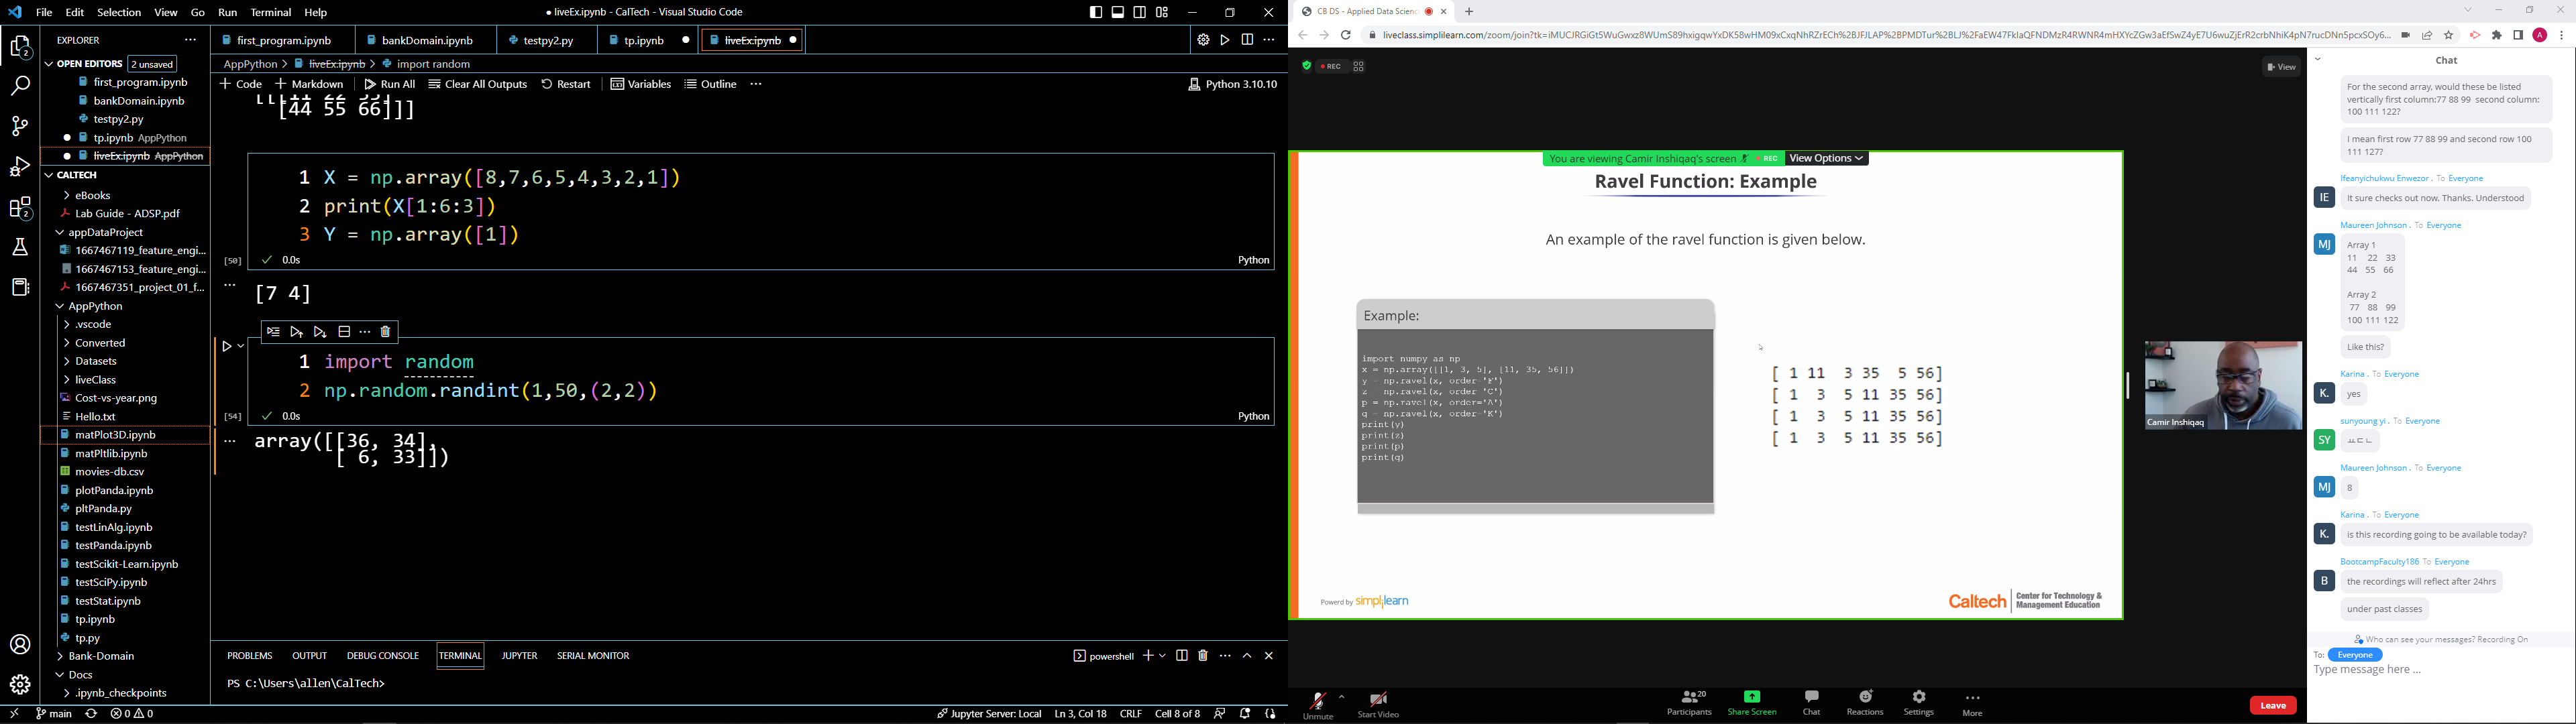 File Edit Selection View Go Run Terminal Help
● liveEx.ipynb - CalTech - Visual Studio Code
EXPLORER
OPEN EDITORS 2 unsaved
first_program.ipynb
bankDomain.ipynb
testpy2.py
tp.ipynb AppPython
liveEx.ipynb AppPython
CALTECH
eBooks
Lab Guide - ADSP.pdf
appDataProject
1667467119_feature_engi...
1667467153_feature_engi...
1667467351_project_01_f...
AppPython
.vscode
Converted
Datasets
liveClass
Cost-vs-year.png
Hello.txt
matPlot3D.ipynb
matPltlib.ipynb
movies-db.csv
plotPanda.ipynb
pltPanda.py
testLinAlg.ipynb
testPanda.ipynb
testScikit-Learn.ipynb
testSciPy.ipynb
testStat.ipynb
tp.ipynb
tp.py
Bank-Domain
Docs
.ipynb_checkpoints
first_program.ipynb bankDomain.ipynb testpy2.py tp.ipynb liveEx.ipynb
AppPython > liveEx.ipynb > import random
+ Code + Markdown Run All Clear All Outputs Restart Variables Outline ... Python 3.10.10
[44 55 66]]]
1 X = np.array([8,7,6,5,4,3,2,1])
2 print(X[1:6:3])
3 Y = np.array([1])
[50] 0.0s Python
[7 4]
1 import random
2 np.random.randint(1,50,(2,2))
[54] 0.0s Python
array([[36, 34],
[ 6, 33]])
PROBLEMS OUTPUT DEBUG CONSOLE TERMINAL JUPYTER SERIAL MONITOR
powershell
PS C:\Users\allen\CalTech>
main 0 0 Jupyter Server: Local Ln 3, Col 18 CRLF Cell 8 of 8
CB DS - Applied Data Scienc
REC
View
You are viewing Camir Inshiqaq's screen REC View Options
Ravel Function: Example
An example of the ravel function is given below.
Example:
import numpy as np
x = np.array([[1, 3, 5], [11, 35, 56]])
y = np.ravel(x, order='F')
z = np.ravel(x, order='C')
p = np.ravel(x, order='A')
q = np.ravel(x, order='K')
print(y)
print(z)
print(p)
print(q)
[ 1 11 3 35 5 56]
[ 1 3 5 11 35 56]
[ 1 3 5 11 35 56]
[ 1 3 5 11 35 56]
Powered by simplilearn
Caltech Center for Technology &
Management Education
Camir Inshiqaq
Unmute Start Video Participants 20 Share Screen Chat Reactions Settings More Leave
Chat
For the second array, would these be listed
vertically first column:77 88 99 second column:
100 111 122?
I mean first row 77 88 99 and second row 100
111 127?
Ifeanyichukwu Enwezor . To Everyone
IE it sure checks out now. Thanks. Understood
Maureen Johnson . To Everyone
MJ Array 1
11 22 33
44 55 66
Array 2
77 88 99
100 111 122
Like this?
Karina . To Everyone
K. yes
sunyoung yi . To Everyone
SY ㅛㄷㄴ
Maureen Johnson . To Everyone
MJ 8
Karina . To Everyone
K. is this recording going to be available today?
BootcampFaculty186 To Everyone
B the recordings will reflect after 24hrs
under past classes
Who can see your messages? Recording On
To: Everyone
Type message here ...